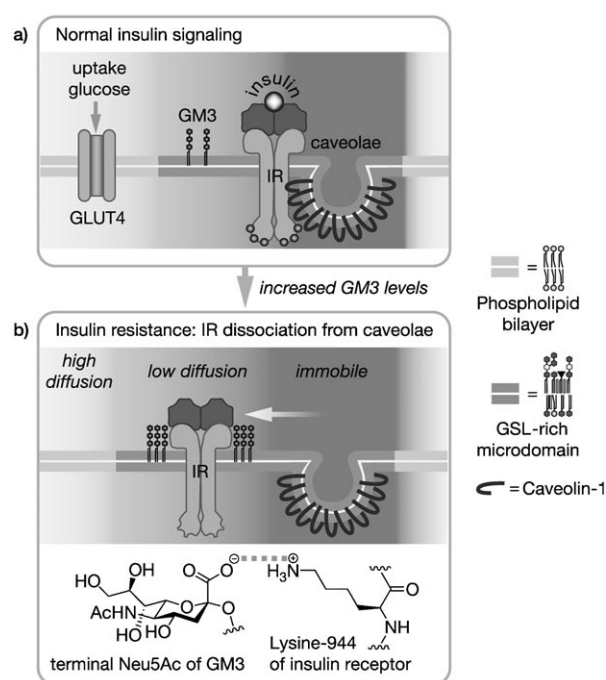 a) Normal insulin signaling
uptake
glucose
GM3
insulin
caveolae
IR
GLUT4
increased GM3 levels
= 
Phospholipid
bilayer
=
GSL-rich
microdomain
= Caveolin-1
b) Insulin resistance: IR dissociation from caveolae
high
diffusion
low diffusion
immobile
IR
HO OH
HO
AcHN
HO
HO
O
O
O⊖
O
⊕
H₃N
O
NH
terminal Neu5Ac of GM3
Lysine-944
of insulin receptor